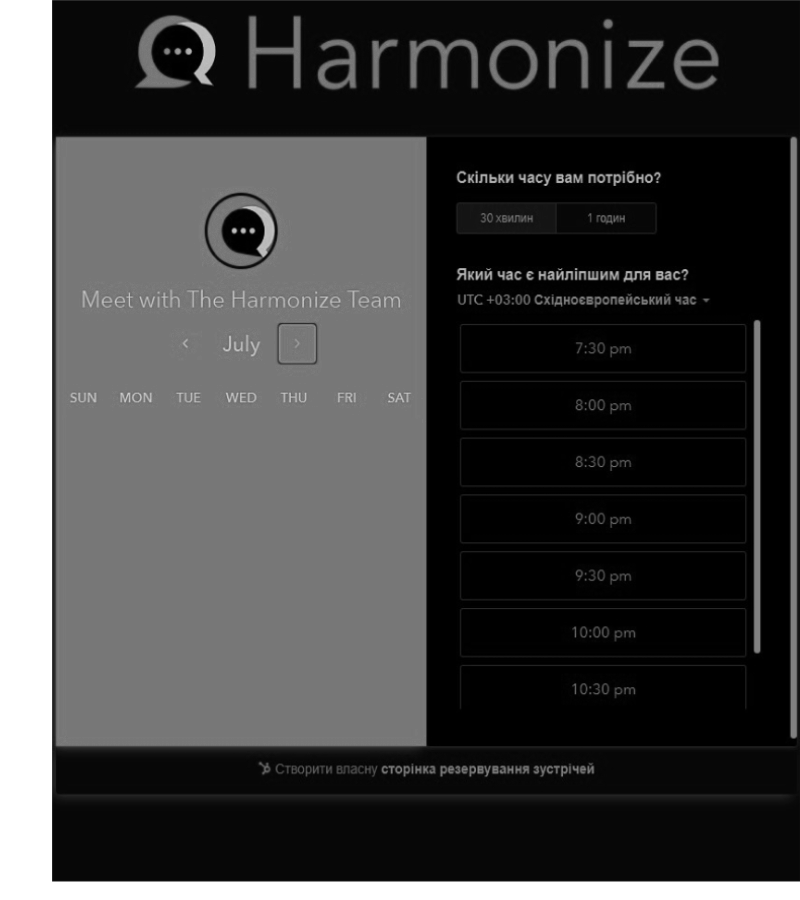 Harmonize
Meet with The Harmonize Team
July
SUN MON TUE WED THU FRI SAT
Скільки часу вам потрібно?
30 хвилин 1 годин
Який час є найліпшим для вас?
UTC +03:00 Східноєвропейський час
7:30 pm
8:00 pm
8:30 pm
9:00 pm
9:30 pm
10:00 pm
10:30 pm
Створити власну сторінка резервування зустрічей